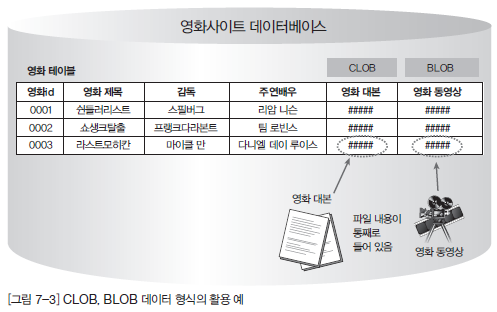 영화사이트 데이터베이스
영화 테이블
CLOB
BLOB
영화id 영화 제목 감독 주연배우 영화 대본 영화 동영상
0001 쉰들러리스트 스필버그 리암 니슨 ##### #####
0002 쇼생크탈출 프랭크다라본트 팀 로빈스 ##### #####
0003 라스트모히칸 마이클 만 다니엘 데이 루이스 ##### #####
영화 대본
파일 내용이
통째로
들어 있음
영화 동영상
[그림 7-3] CLOB, BLOB 데이터 형식의 활용 예